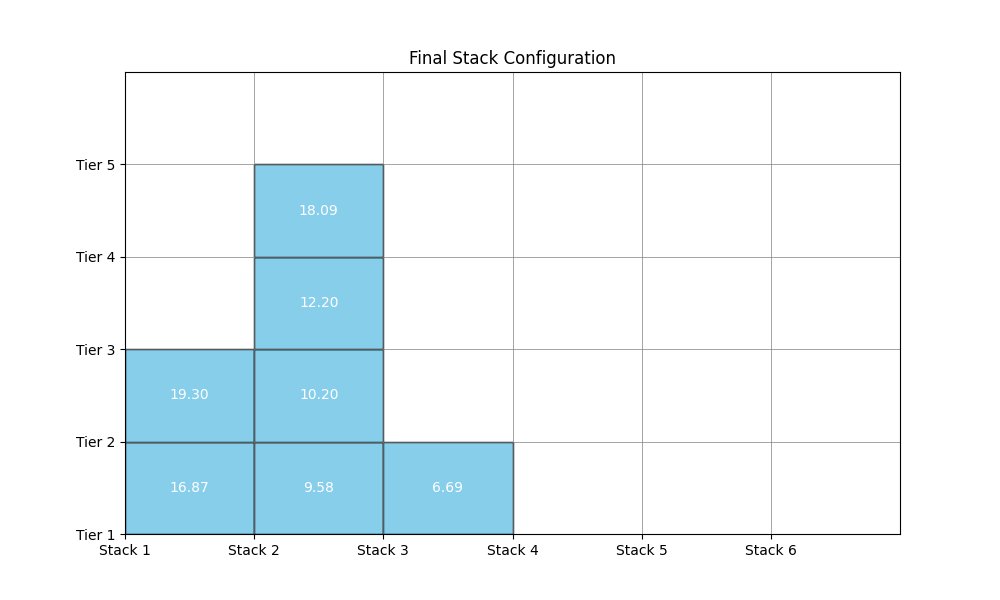 Final Stack Configuration
Tier 5
18.09
Tier 4
12.20
Tier 3
19.30 10.20
Tier 2
16.87 9.58 6.69
Tier 1
Stack 1 Stack 2 Stack 3 Stack 4 Stack 5 Stack 6